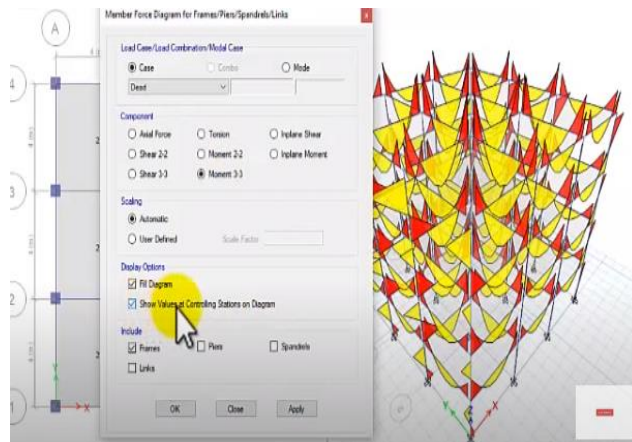 Member Force Diagram for Frames/Piers/Spandrels/Links
A
Load Case/Load Combination/Modal Case
Case
Combo
Mode
Dead
Component
Axial Force
Torsion
Inplane Shear
Shear 2-2
Moment 2-2
Inplane Moment
Shear 3-3
Moment 3-3
Scaling
Automatic
User Defined
Scale Factor
Display Options
Fill Diagram
Show Values at Controlling Stations on Diagram
Include
Frames
Piers
Spandrels
Links
OK
Close
Apply
4
3
2
1
Y
X
Z
Y
X